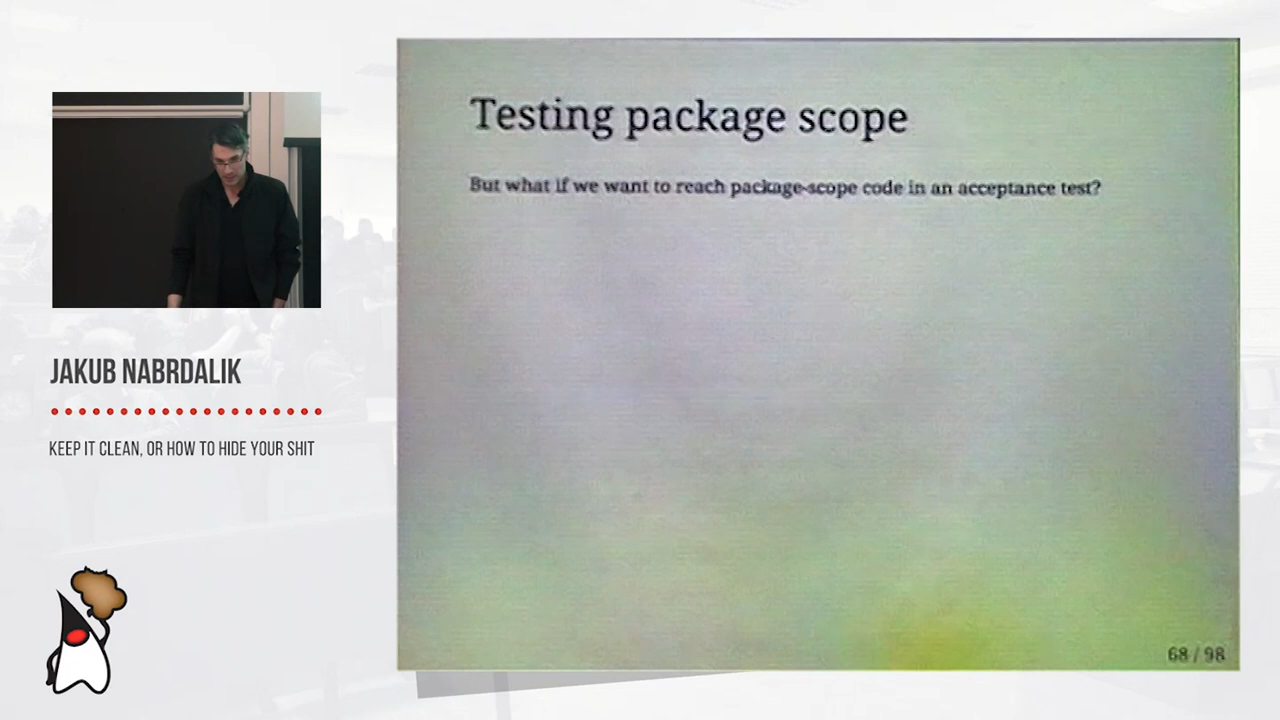 Testing package scope
But what if we want to reach package-scope code in an acceptance test?
JAKUB NABRDALIK
KEEP IT CLEAN, OR HOW TO HIDE YOUR SHIT
68 / 98